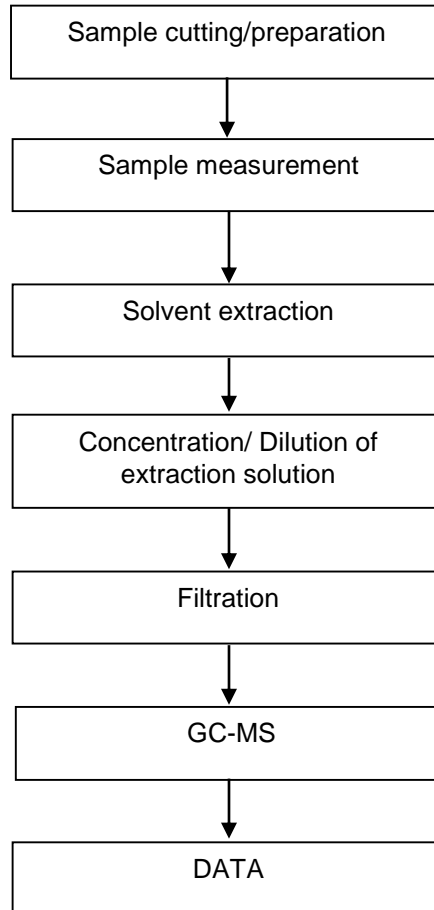 Sample cutting/preparation
Sample measurement
Solvent extraction
Concentration/ Dilution of
extraction solution
Filtration
GC-MS
DATA